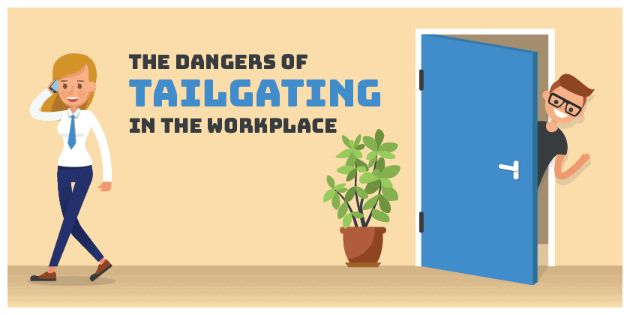 THE DANGERS OF
TAILGATING
IN THE WORKPLACE